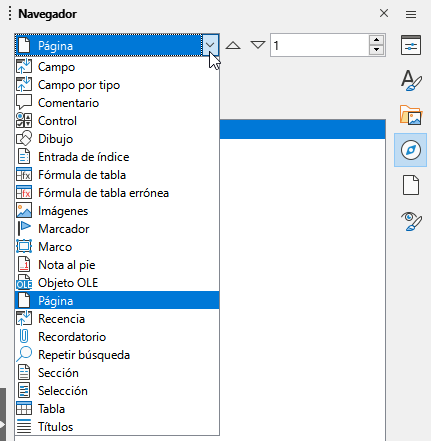 Navegador
Página
1
Campo
Campo por tipo
Comentario
Control
Dibujo
Entrada de índice
Fórmula de tabla
Fórmula de tabla errónea
Imágenes
Marcador
Marco
Nota al pie
Objeto OLE
Página
Recencia
Recordatorio
Repetir búsqueda
Sección
Selección
Tabla
Títulos